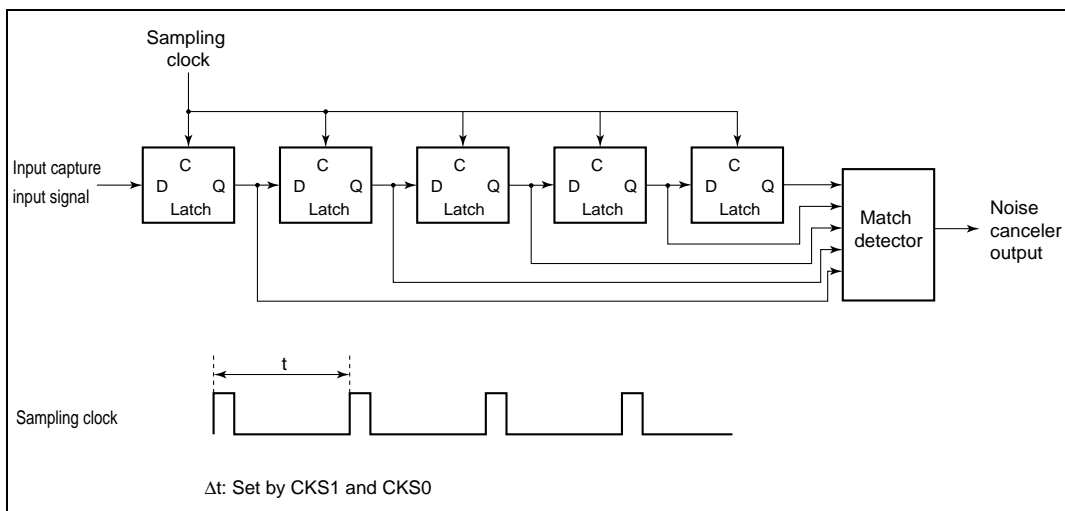 Sampling
clock
Input capture
input signal
C
D Q
Latch
C
D Q
Latch
C
D Q
Latch
C
D Q
Latch
C
D Q
Latch
Match
detector
Noise
canceler
output
t
Sampling clock
Δt: Set by CKS1 and CKS0